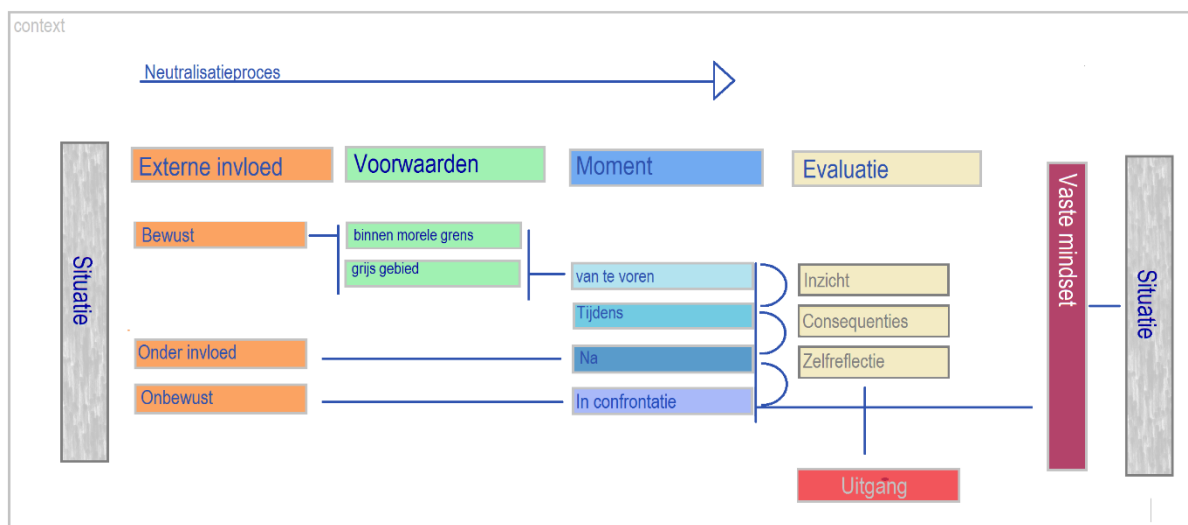 context
Neutralisatieproces
Situatie
Externe invloed
Voorwaarden
Moment
Evaluatie
Vaste mindset
Situatie
Bewust
binnen morele grens
grijs gebied
van te voren
Inzicht
Tijdens
Consequenties
Onder invloed
Na
Zelfreflectie
Onbewust
In confrontatie
Uitgang